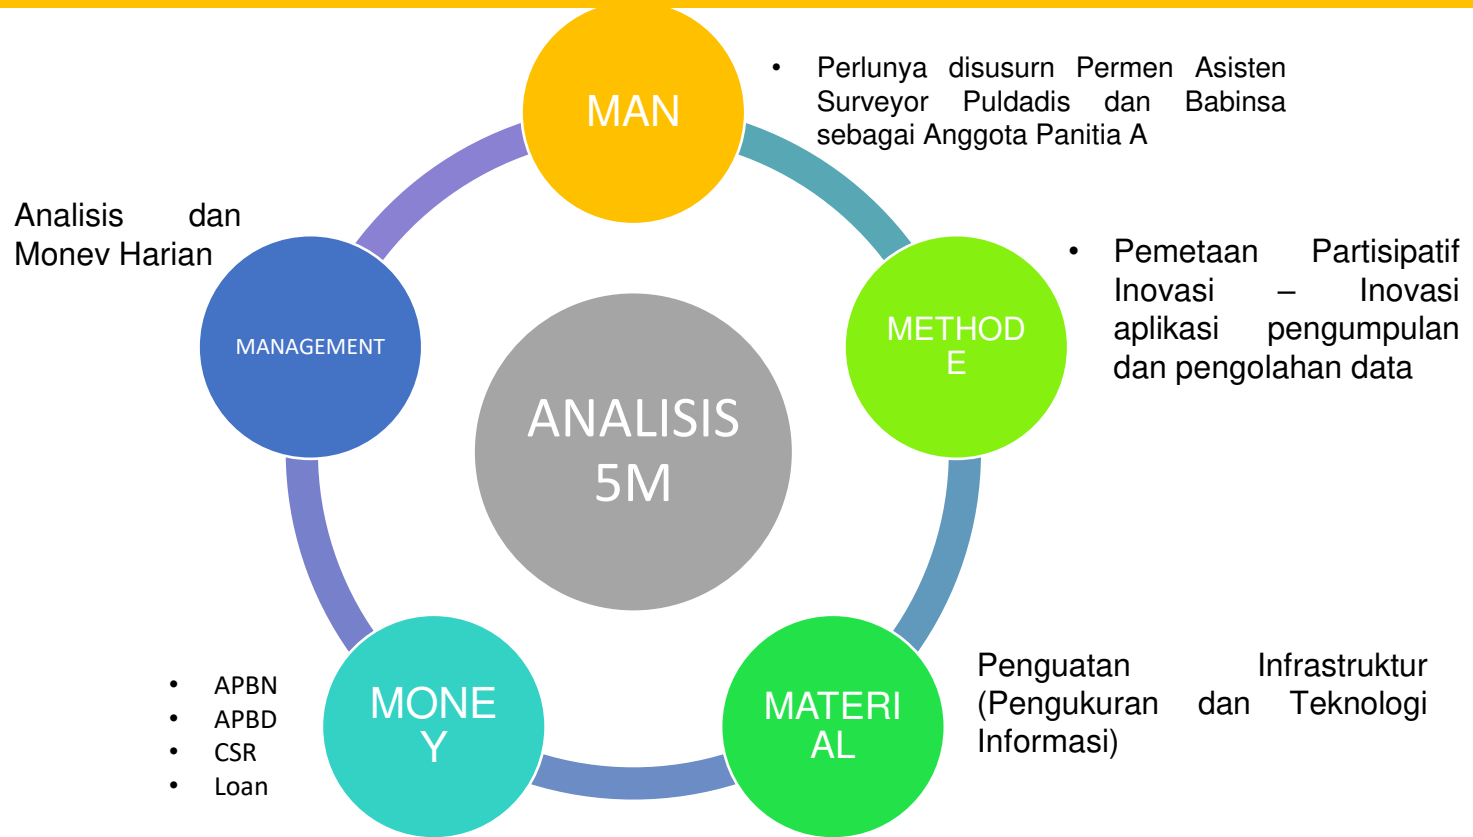 MAN
• Perlunya disusurn Permen Asisten
Surveyor Puldadis dan Babinsa
sebagai Anggota Panitia A
METHOD
E
• Pemetaan Partisipatif
Inovasi – Inovasi
aplikasi pengumpulan
dan pengolahan data
MATERI
AL
Penguatan Infrastruktur
(Pengukuran dan Teknologi
Informasi)
MONE
Y
• APBN
• APBD
• CSR
• Loan
MANAGEMENT
Analisis dan
Monev Harian
ANALISIS
5M